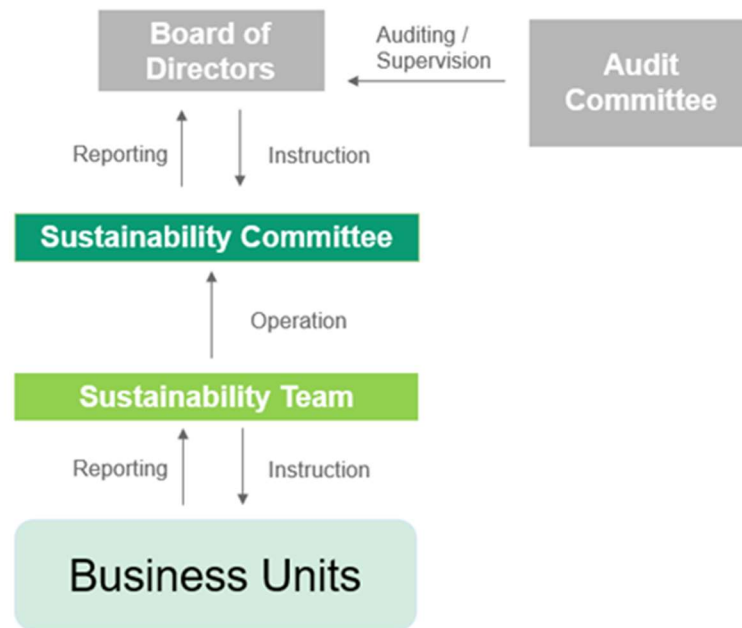 Board of
Directors
Auditing /
Supervision
Audit
Committee
Reporting
Instruction
Sustainability Committee
Operation
Sustainability Team
Reporting
Instruction
Business Units